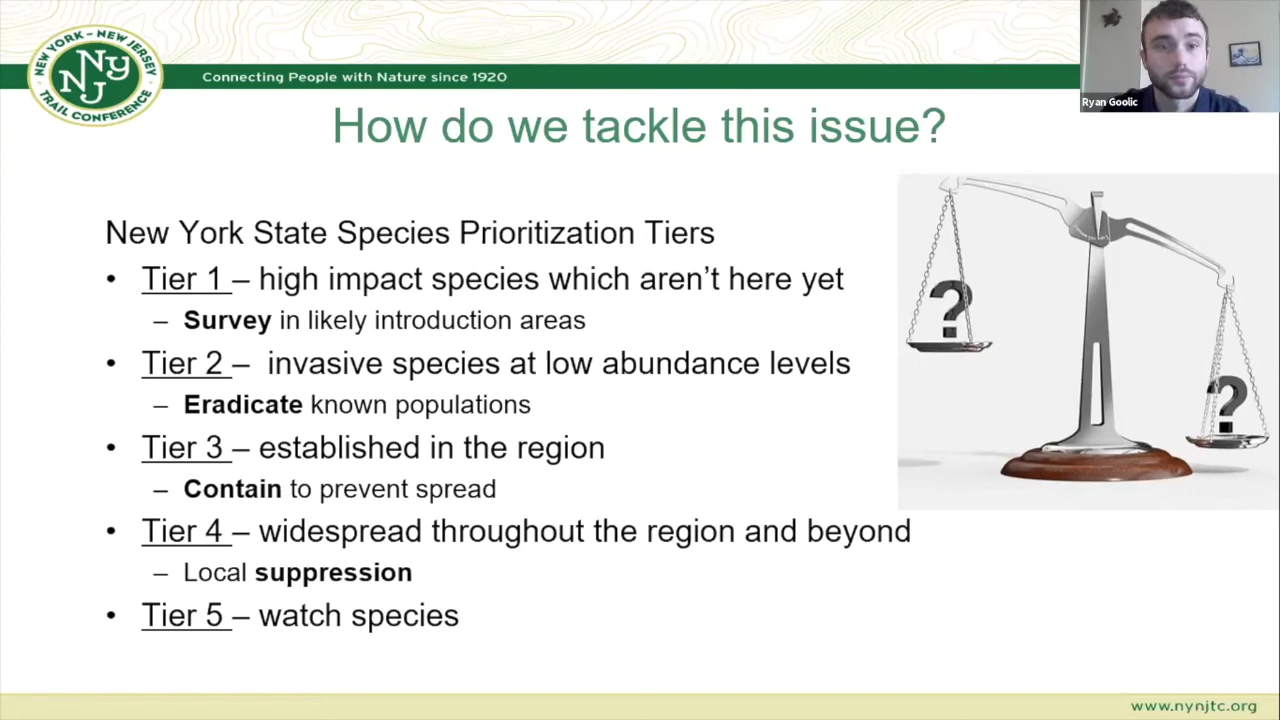 NEW YORK - NEW JERSEY
NY
NJ
TRAIL CONFERENCE
Connecting People with Nature since 1920
Ryan Goolic
How do we tackle this issue?
New York State Species Prioritization Tiers
• Tier 1 – high impact species which aren’t here yet
– Survey in likely introduction areas
• Tier 2 – invasive species at low abundance levels
– Eradicate known populations
• Tier 3 – established in the region
– Contain to prevent spread
• Tier 4 – widespread throughout the region and beyond
– Local suppression
• Tier 5 – watch species
?
?
www.nynjtc.org